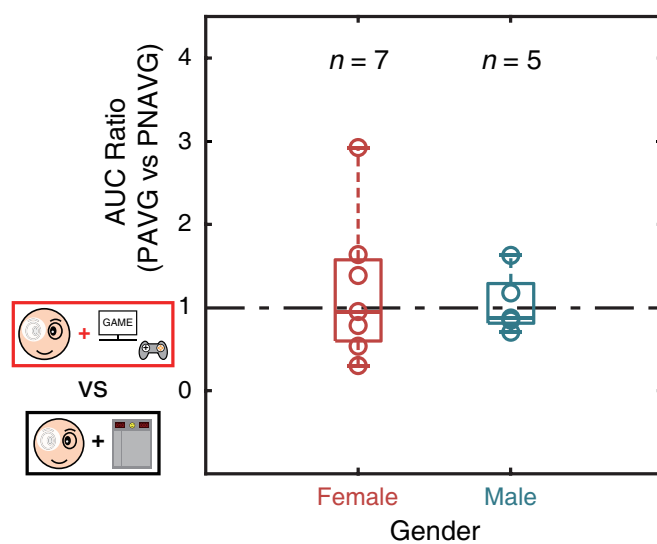 n = 7
n = 5
4
3
2
1
0
AUC Ratio
(PAVG vs PNAVG)
+
GAME
vs
+
Female
Male
Gender